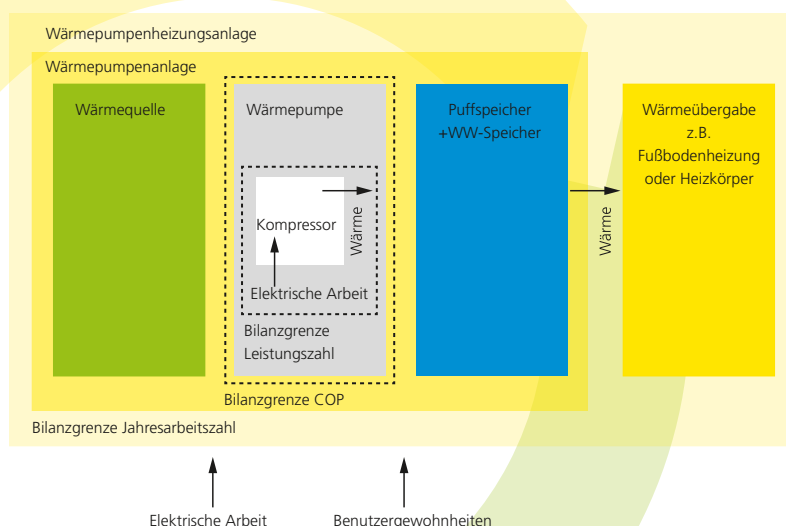 Wärmepumpenheizungsanlage
Wärmepumpenanlage
Wärmequelle
Wärmepumpe
Kompressor
Wärme
Elektrische Arbeit
Bilanzgrenze
Leistungszahl
Bilanzgrenze COP
Puffspeicher
+WW-Speicher
Wärme
Wärmeübergabe
z.B.
Fußbodenheizung
oder Heizkörper
Bilanzgrenze Jahresarbeitszahl
Elektrische Arbeit
Benutzergewohnheiten